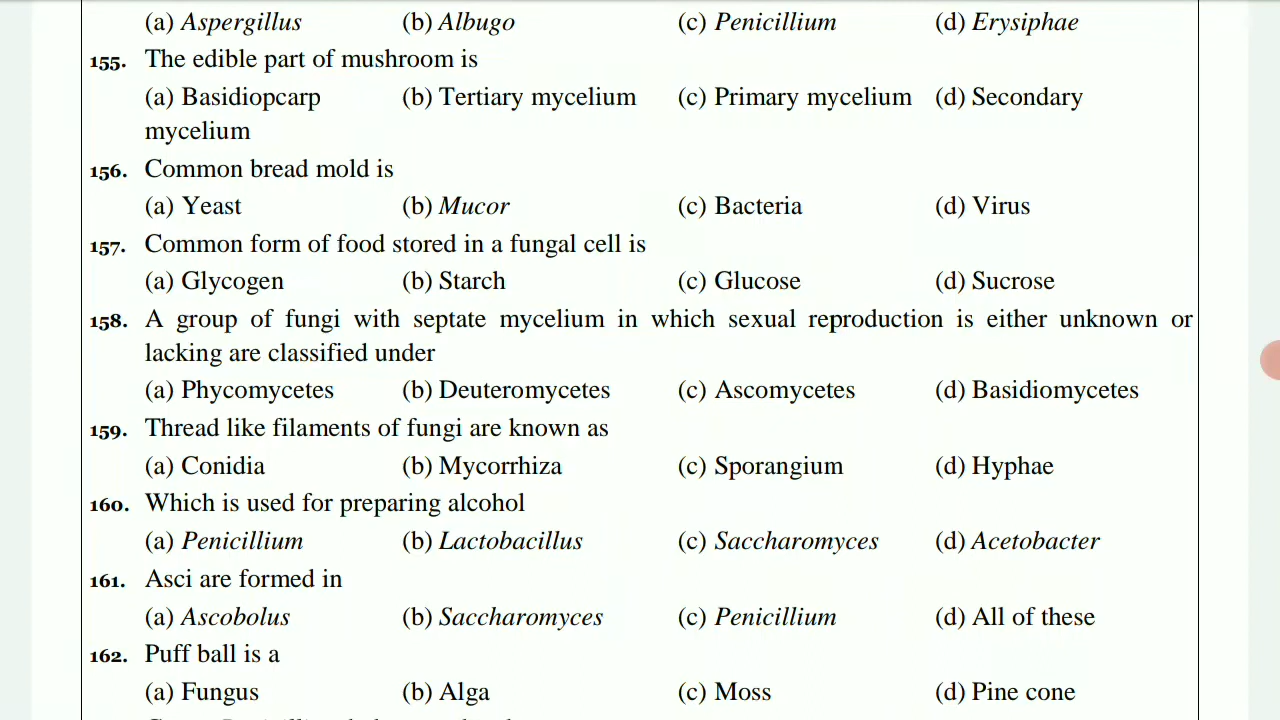 (a) Aspergillus (b) Albugo (c) Penicillium (d) Erysiphae
155. The edible part of mushroom is
(a) Basidiopcarp (b) Tertiary mycelium (c) Primary mycelium (d) Secondary
mycelium
156. Common bread mold is
(a) Yeast (b) Mucor (c) Bacteria (d) Virus
157. Common form of food stored in a fungal cell is
(a) Glycogen (b) Starch (c) Glucose (d) Sucrose
158. A group of fungi with septate mycelium in which sexual reproduction is either unknown or
lacking are classified under
(a) Phycomycetes (b) Deuteromycetes (c) Ascomycetes (d) Basidiomycetes
159. Thread like filaments of fungi are known as
(a) Conidia (b) Mycorrhiza (c) Sporangium (d) Hyphae
160. Which is used for preparing alcohol
(a) Penicillium (b) Lactobacillus (c) Saccharomyces (d) Acetobacter
161. Asci are formed in
(a) Ascobolus (b) Saccharomyces (c) Penicillium (d) All of these
162. Puff ball is a
(a) Fungus (b) Alga (c) Moss (d) Pine cone